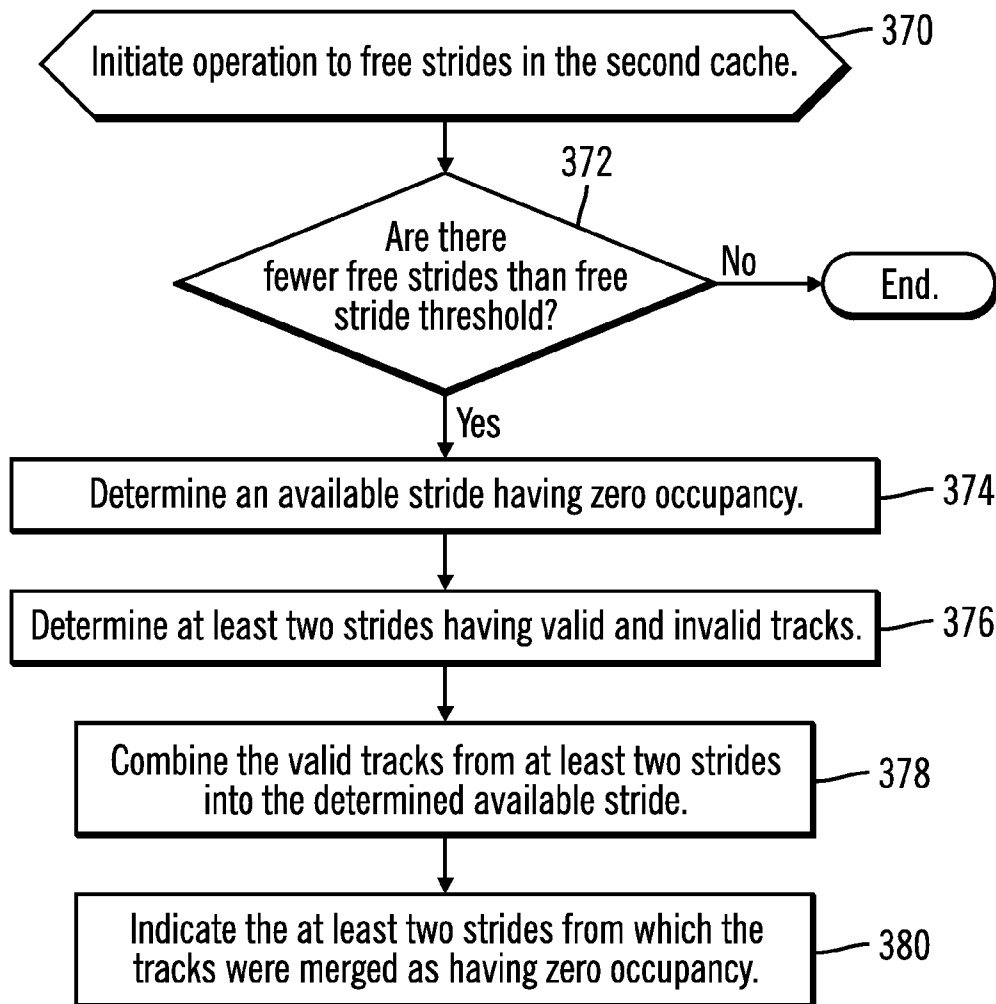 370
Initiate operation to free strides in the second cache.
372
Are there
fewer free strides than free
stride threshold?
No
End.
Yes
Determine an available stride having zero occupancy.
374
Determine at least two strides having valid and invalid tracks.
376
Combine the valid tracks from at least two strides
into the determined available stride.
378
Indicate the at least two strides from which the
tracks were merged as having zero occupancy.
380